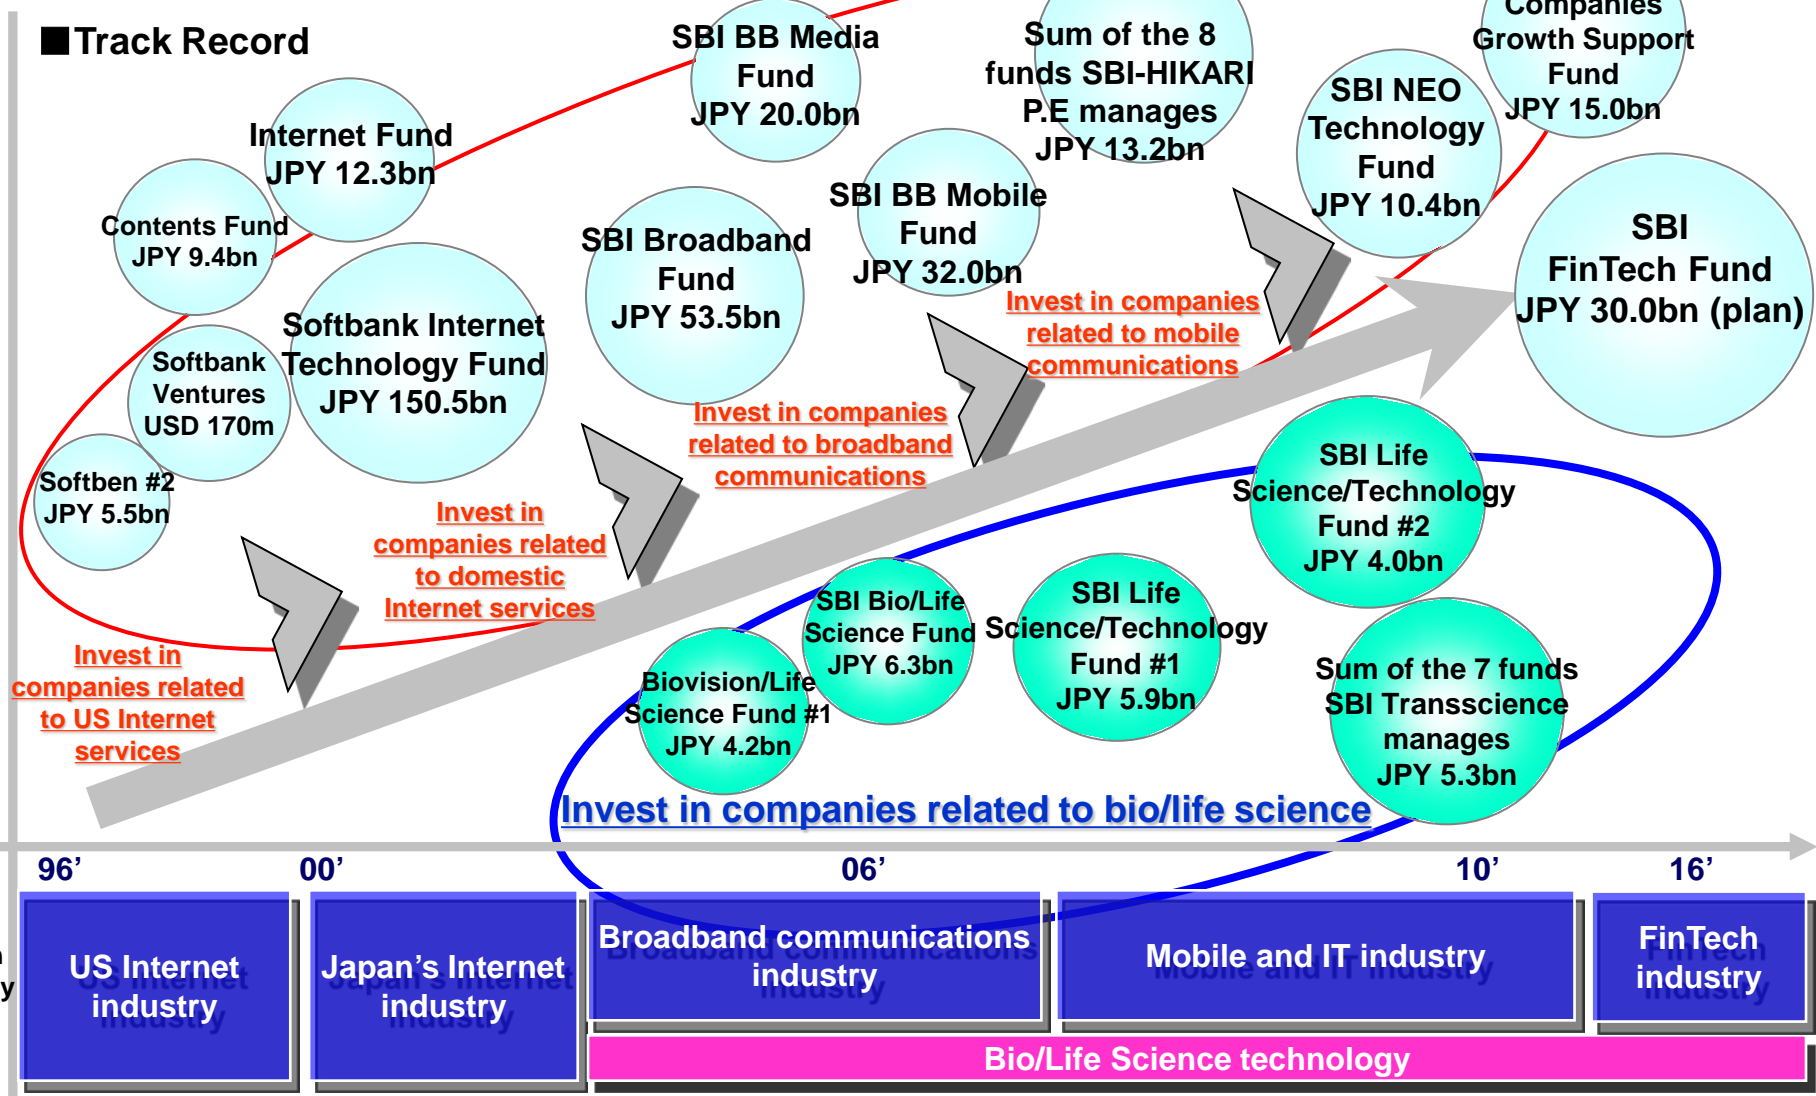 ■Track Record
SBI BB Media
Fund
JPY 20.0bn
Sum of the 8
funds SBI-HIKARI
P.E manages
JPY 13.2bn
Companies
Growth Support
Fund
JPY 15.0bn
SBI NEO
Technology
Fund
JPY 10.4bn
Internet Fund
JPY 12.3bn
Contents Fund
JPY 9.4bn
SBI BB Mobile
Fund
JPY 32.0bn
SBI Broadband
Fund
JPY 53.5bn
SBI
FinTech Fund
JPY 30.0bn (plan)
Softbank Internet
Technology Fund
JPY 150.5bn
Softbank
Ventures
USD 170m
Softben #2
JPY 5.5bn
Invest in companies
related to mobile
communications
Invest in companies
related to broadband
communications
Invest in
companies related
to domestic
Internet services
Invest in
companies related
to US Internet
services
SBI Life
Science/Technology
Fund #2
JPY 4.0bn
SBI Bio/Life
Science Fund
JPY 6.3bn
SBI Life
Science/Technology
Fund #1
JPY 5.9bn
Biovision/Life
Science Fund #1
JPY 4.2bn
Sum of the 7 funds
SBI Transscience
manages
JPY 5.3bn
Invest in companies related to bio/life science
96’
00’
06’
10’
16’
US Internet
industry
Japan’s Internet
industry
Broadband communications
industry
Mobile and IT industry
FinTech
industry
Bio/Life Science technology